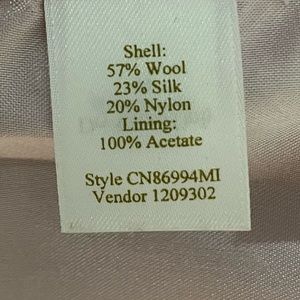 Shell:
57% Wool
23% Silk
20% Nylon
Lining:
100% Acetate
Style CN86994MI
Vendor 1209302